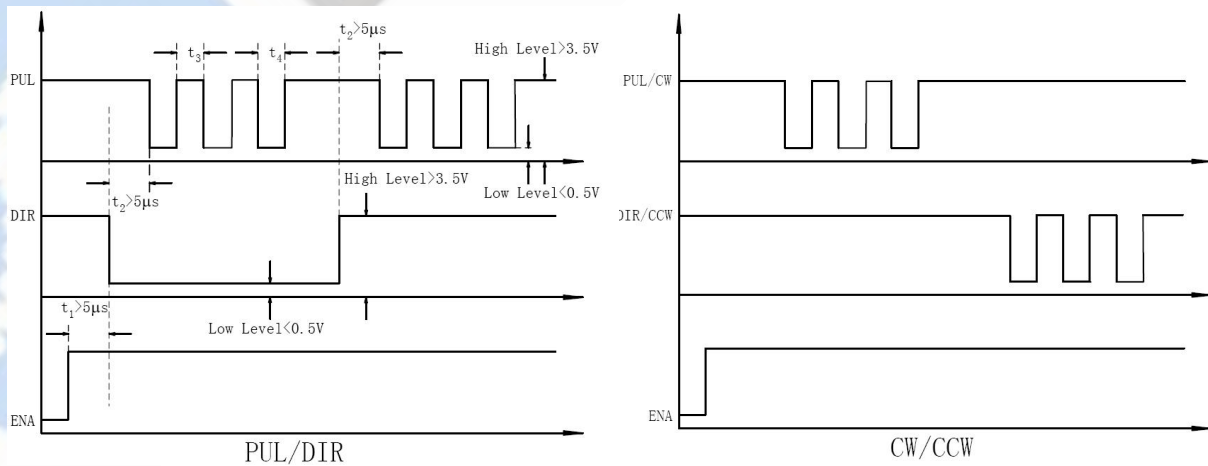 t₂>5μs
High Level>3.5V
PUL
t₃
t₄
Low Level<0.5V
t₂>5μs
High Level>3.5V
DIR
t₁>5μs
Low Level<0.5V
ENA
PUL/DIR
PUL/CW
DIR/CCW
ENA
CW/CCW